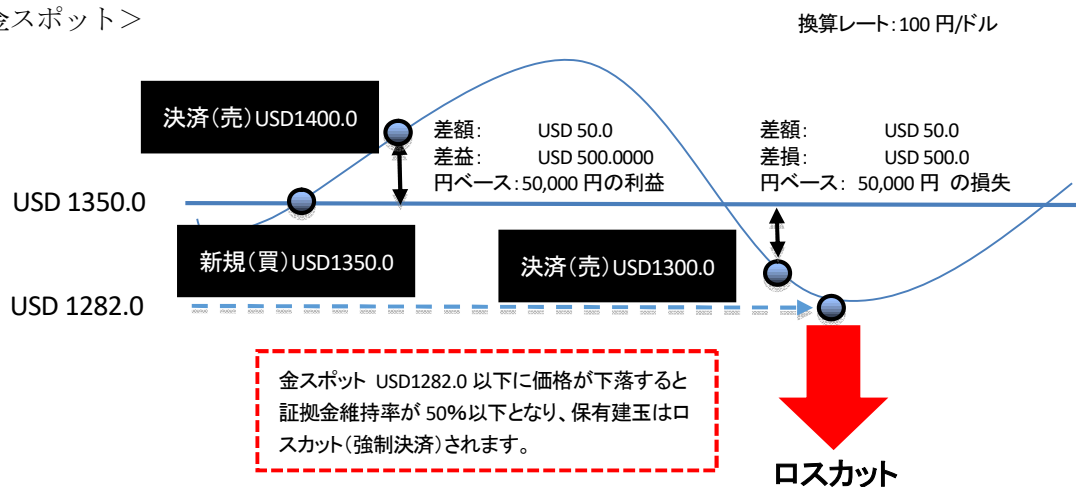 金スポット＞
換算レート：100 円/ドル
決済（売）USD1400.0
差額： USD 50.0
差益： USD 500.0000
円ベース：50,000 円の利益
差額： USD 50.0
差損： USD 500.0
円ベース： 50,000 円 の損失
USD 1350.0
新規（買）USD1350.0
決済（売）USD1300.0
USD 1282.0
金スポット USD1282.0 以下に価格が下落すると
証拠金維持率が 50%以下となり、保有建玉はロ
スカット（強制決済）されます。
ロスカット